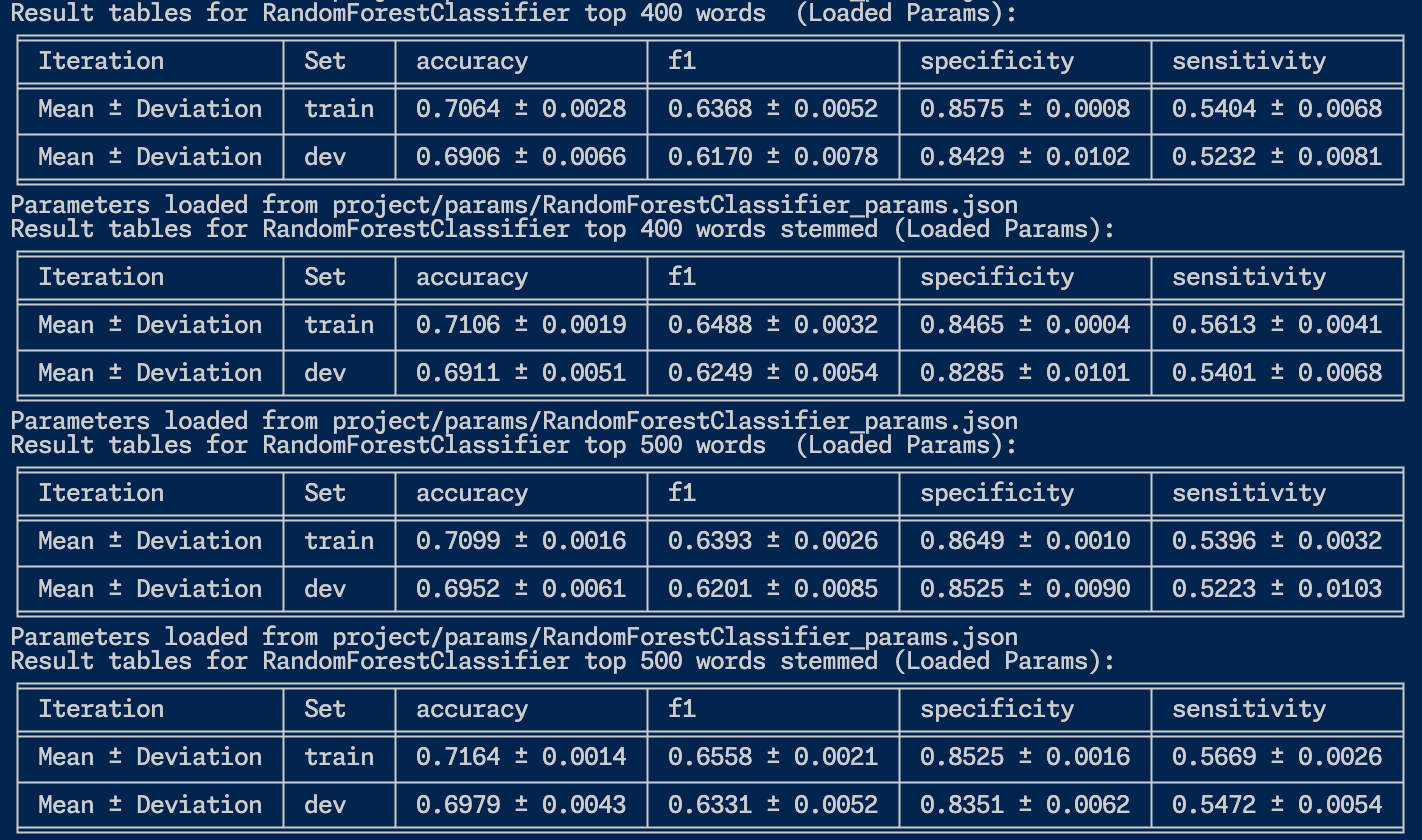 Result tables for RandomForestClassifier top 400 words  (Loaded Params):
Iteration Set accuracy f1 specificity sensitivity
Mean ± Deviation train 0.7064 ± 0.0028 0.6368 ± 0.0052 0.8575 ± 0.0008 0.5404 ± 0.0068
Mean ± Deviation dev 0.6906 ± 0.0066 0.6170 ± 0.0078 0.8429 ± 0.0102 0.5232 ± 0.0081
Parameters loaded from project/params/RandomForestClassifier_params.json
Result tables for RandomForestClassifier top 400 words stemmed (Loaded Params):
Iteration Set accuracy f1 specificity sensitivity
Mean ± Deviation train 0.7106 ± 0.0019 0.6488 ± 0.0032 0.8465 ± 0.0004 0.5613 ± 0.0041
Mean ± Deviation dev 0.6911 ± 0.0051 0.6249 ± 0.0054 0.8285 ± 0.0101 0.5401 ± 0.0068
Parameters loaded from project/params/RandomForestClassifier_params.json
Result tables for RandomForestClassifier top 500 words  (Loaded Params):
Iteration Set accuracy f1 specificity sensitivity
Mean ± Deviation train 0.7099 ± 0.0016 0.6393 ± 0.0026 0.8649 ± 0.0010 0.5396 ± 0.0032
Mean ± Deviation dev 0.6952 ± 0.0061 0.6201 ± 0.0085 0.8525 ± 0.0090 0.5223 ± 0.0103
Parameters loaded from project/params/RandomForestClassifier_params.json
Result tables for RandomForestClassifier top 500 words stemmed (Loaded Params):
Iteration Set accuracy f1 specificity sensitivity
Mean ± Deviation train 0.7164 ± 0.0014 0.6558 ± 0.0021 0.8525 ± 0.0016 0.5669 ± 0.0026
Mean ± Deviation dev 0.6979 ± 0.0043 0.6331 ± 0.0052 0.8351 ± 0.0062 0.5472 ± 0.0054